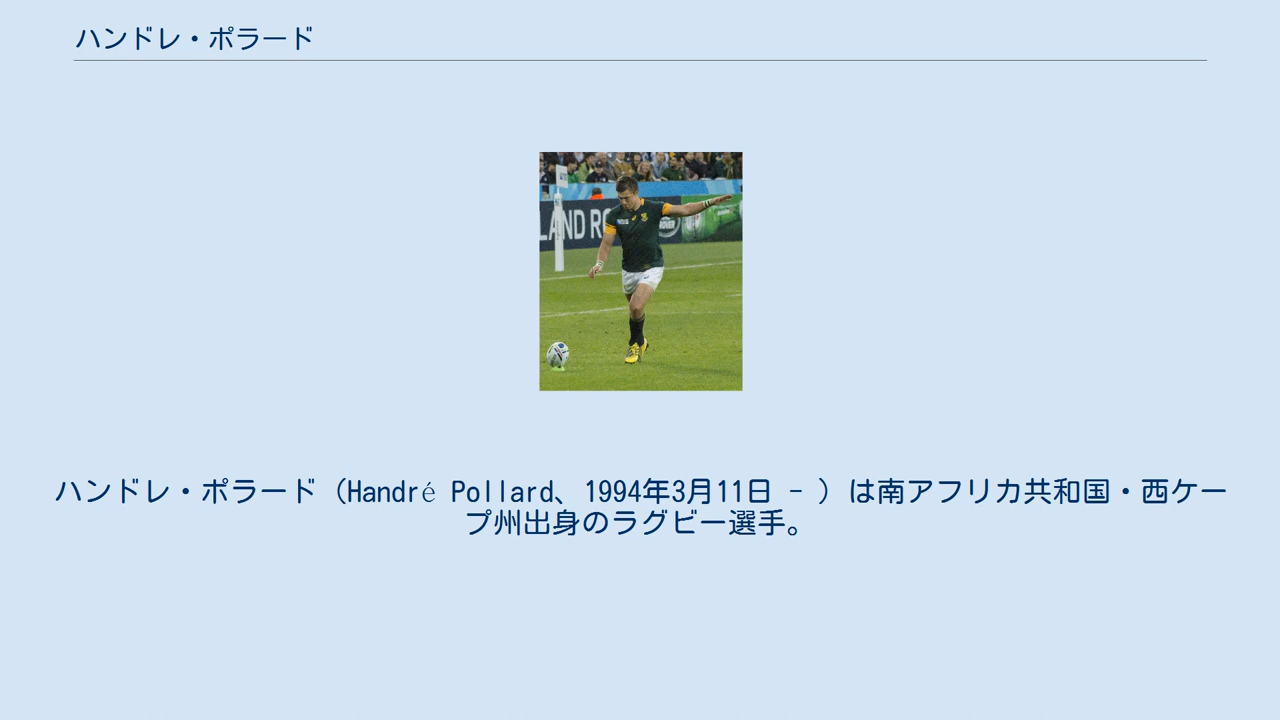 ハンドレ・ポラード
LAND RO
ハンドレ・ポラード（Handré Pollard、1994年3月11日 - ）は南アフリカ共和国・西ケー
プ州出身のラグビー選手。